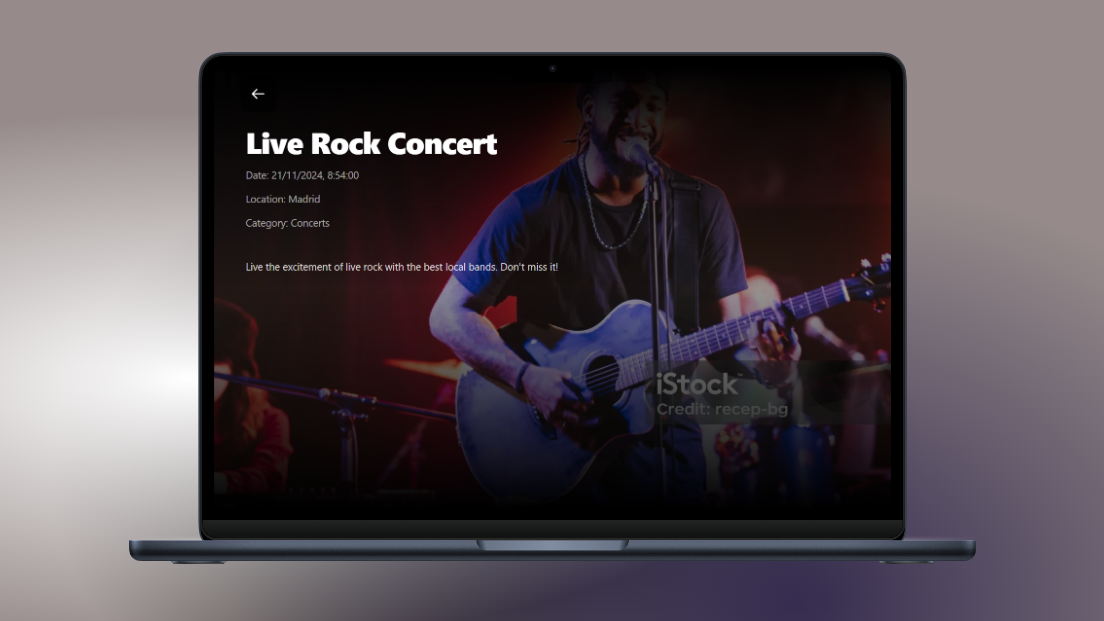 Live Rock Concert
Date: 21/11/2024, 8:54:00
Location: Madrid
Category: Concerts
Live the excitement of live rock with the best local bands. Don't miss it!
iStock
Credit: recep-bg